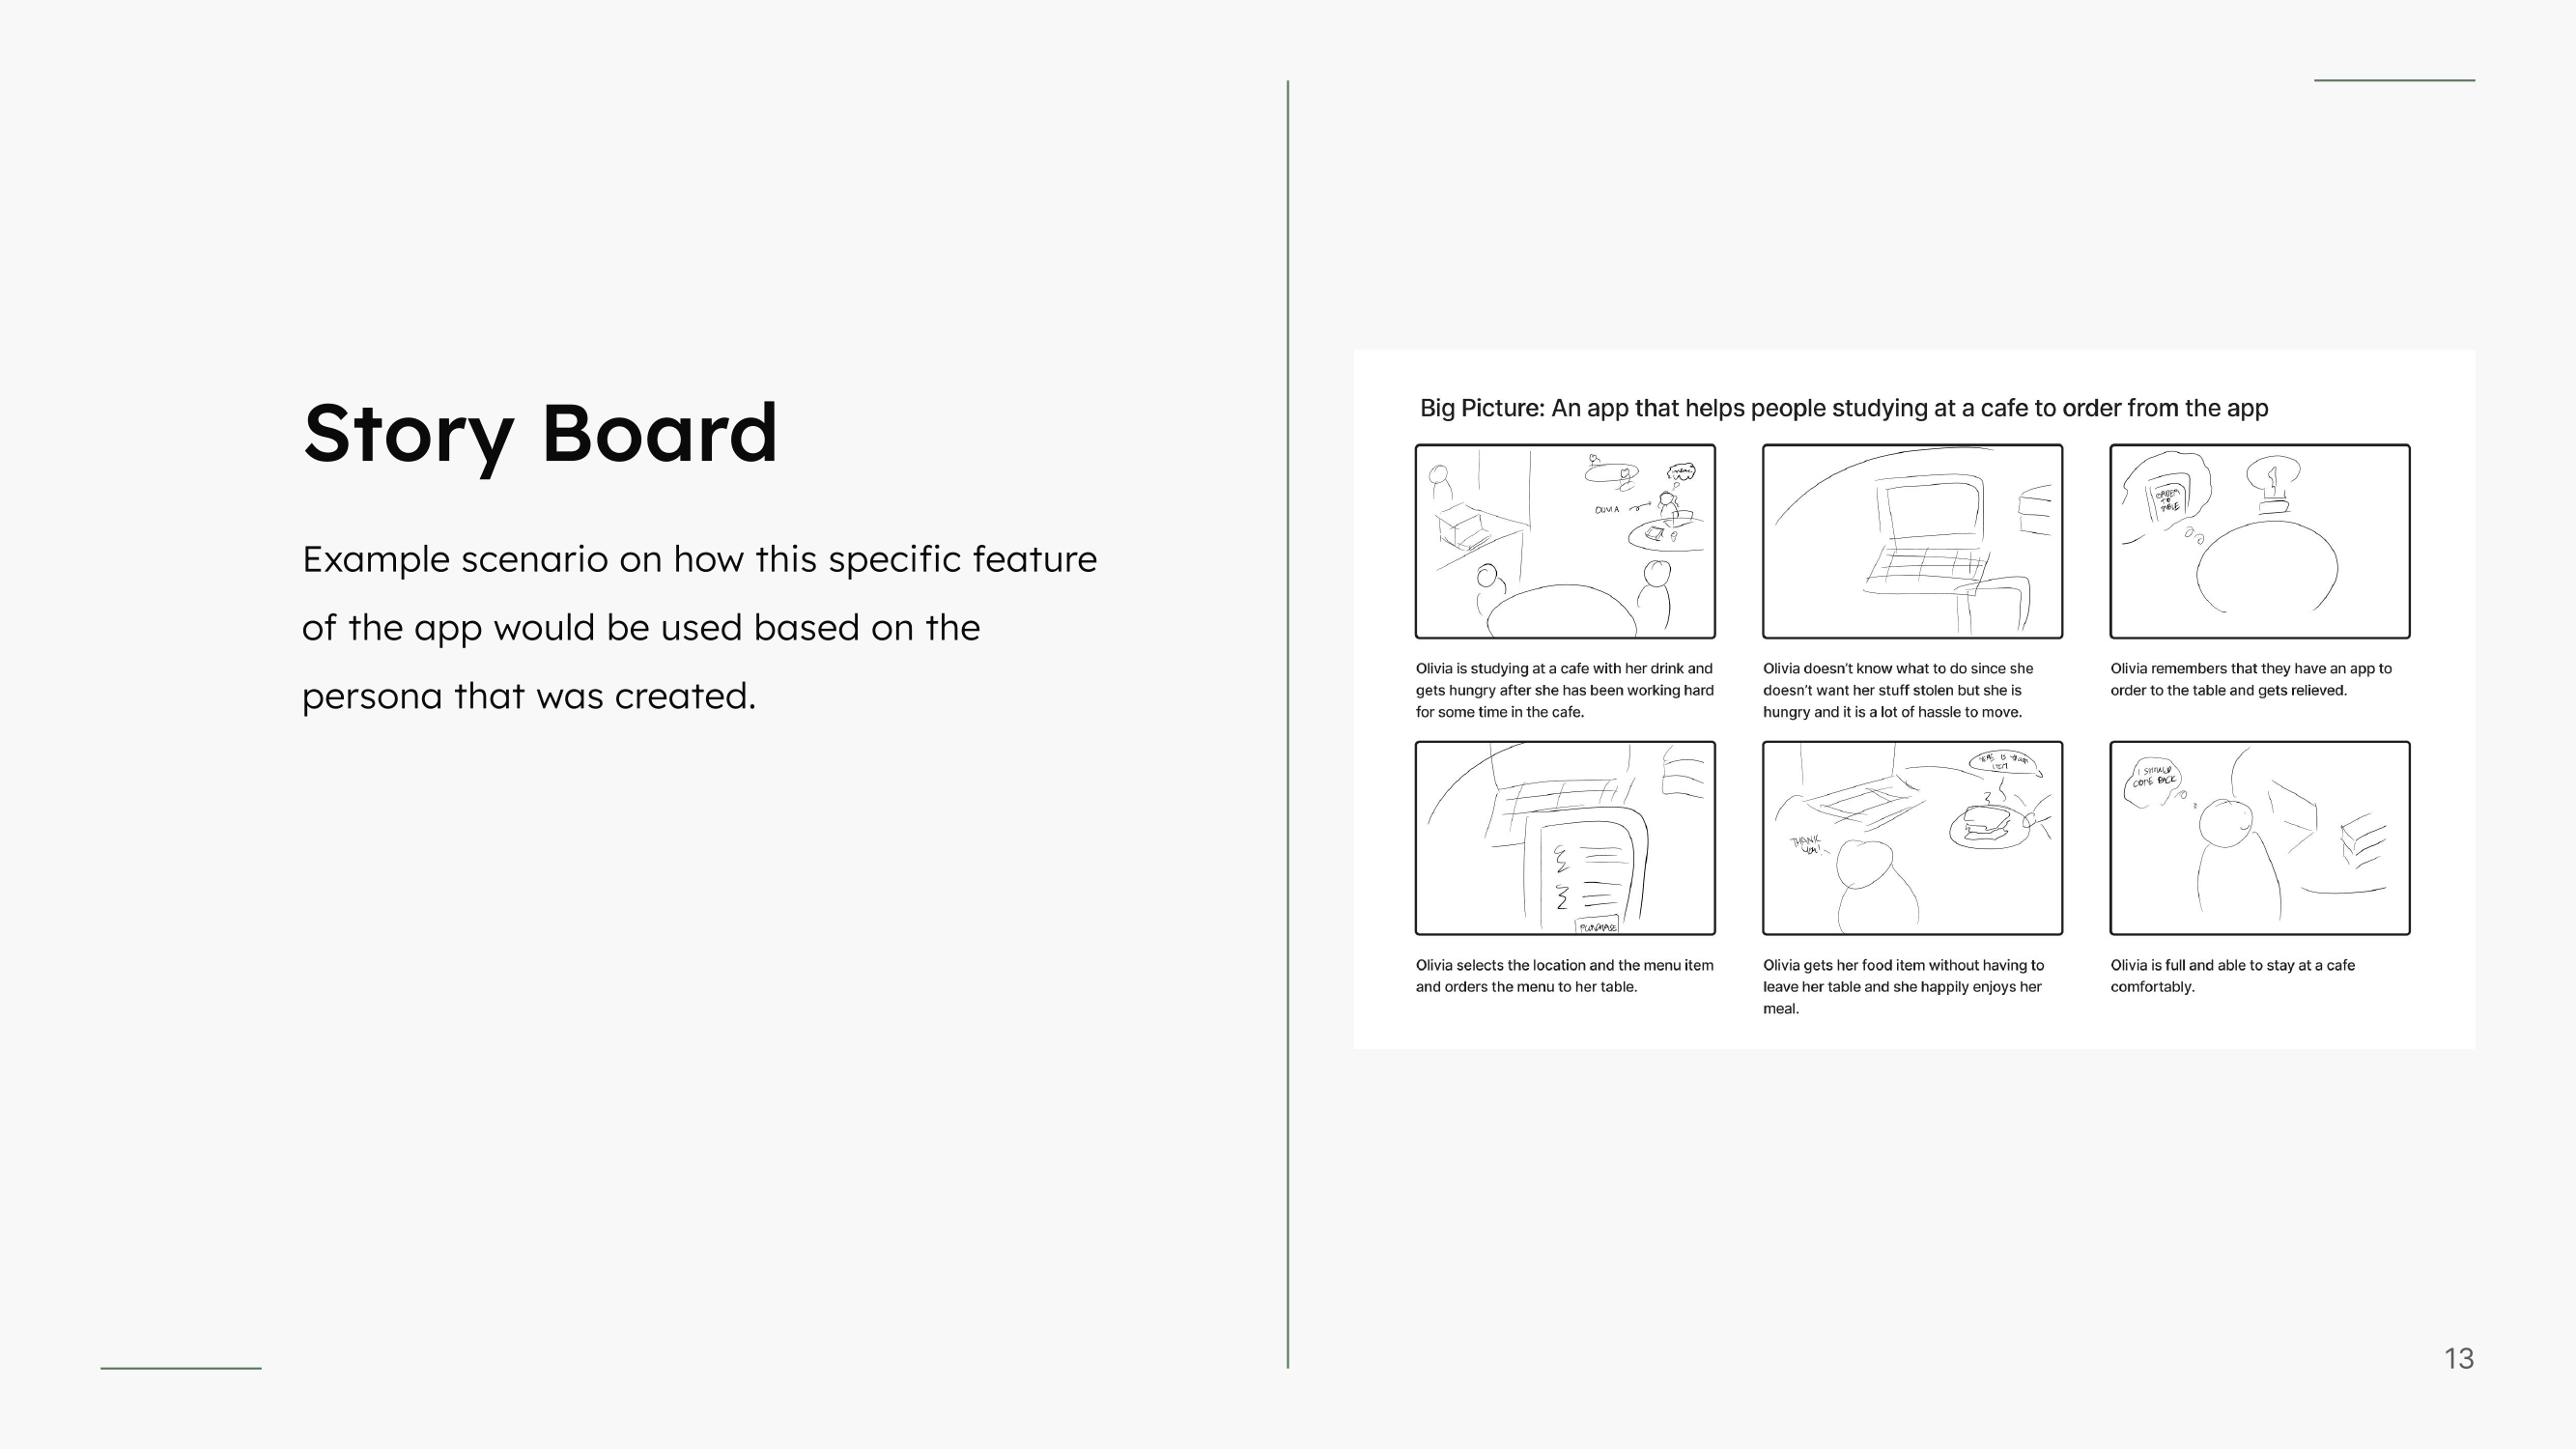 Story Board
Example scenario on how this specific feature
of the app would be used based on the
persona that was created.
Big Picture: An app that helps people studying at a cafe to order from the app
OLIVIA
ORDER
TO
TABLE
Olivia is studying at a cafe with her drink and
gets hungry after she has been working hard
for some time in the cafe.
Olivia doesn't know what to do since she
doesn't want her stuff stolen but she is
hungry and it is a lot of hassle to move.
Olivia remembers that they have an app to
order to the table and gets relieved.
PURCHASE
HERE IS YOUR
ITEM
THANK
YOU!
I SHOULD
COME BACK
Olivia selects the location and the menu item
and orders the menu to her table.
Olivia gets her food item without having to
leave her table and she happily enjoys her
meal.
Olivia is full and able to stay at a cafe
comfortably.
13